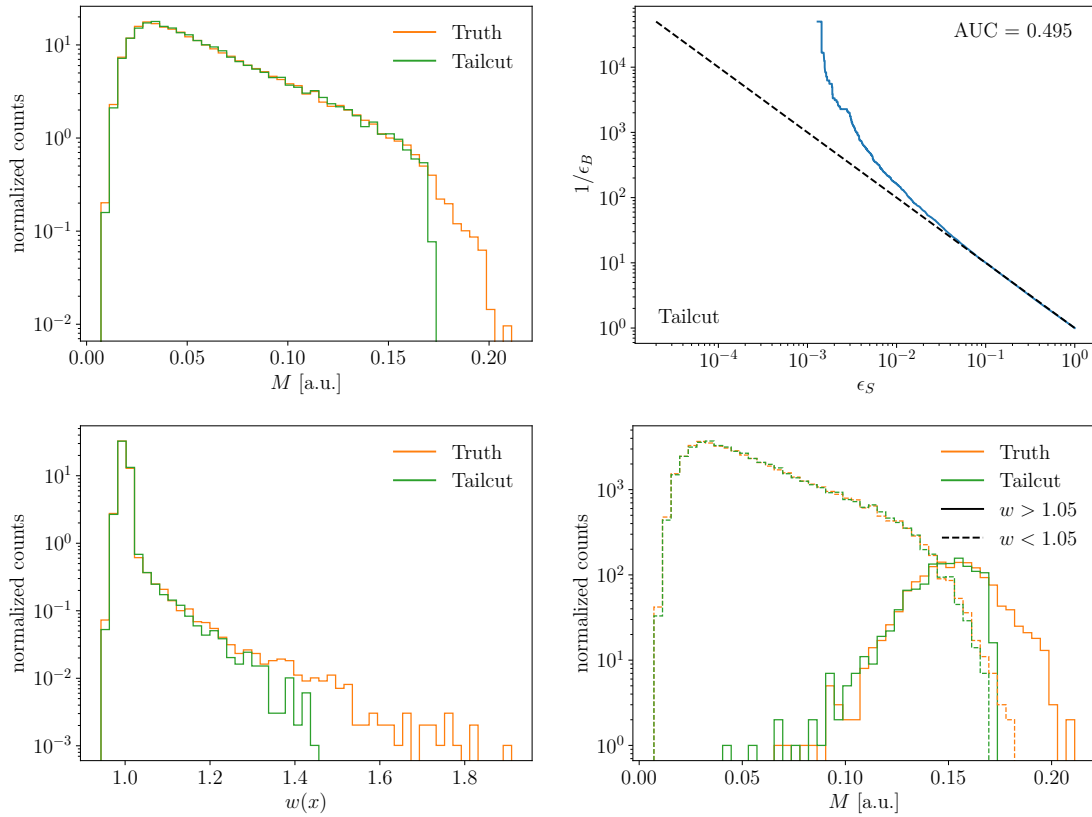 Truth
Tailcut
normalized counts
10^1
10^0
10^{-1}
10^{-2}
0.00 0.05 0.10 0.15 0.20
M [a.u.]
AUC = 0.495
Tailcut
1/ϵ_B
10^4
10^3
10^2
10^1
10^0
10^{-4} 10^{-3} 10^{-2} 10^{-1} 10^0
ϵ_S
Truth
Tailcut
normalized counts
10^1
10^0
10^{-1}
10^{-2}
10^{-3}
1.0 1.2 1.4 1.6 1.8
w(x)
Truth
Tailcut
w > 1.05
w < 1.05
normalized counts
10^3
10^2
10^1
10^0
0.00 0.05 0.10 0.15 0.20
M [a.u.]